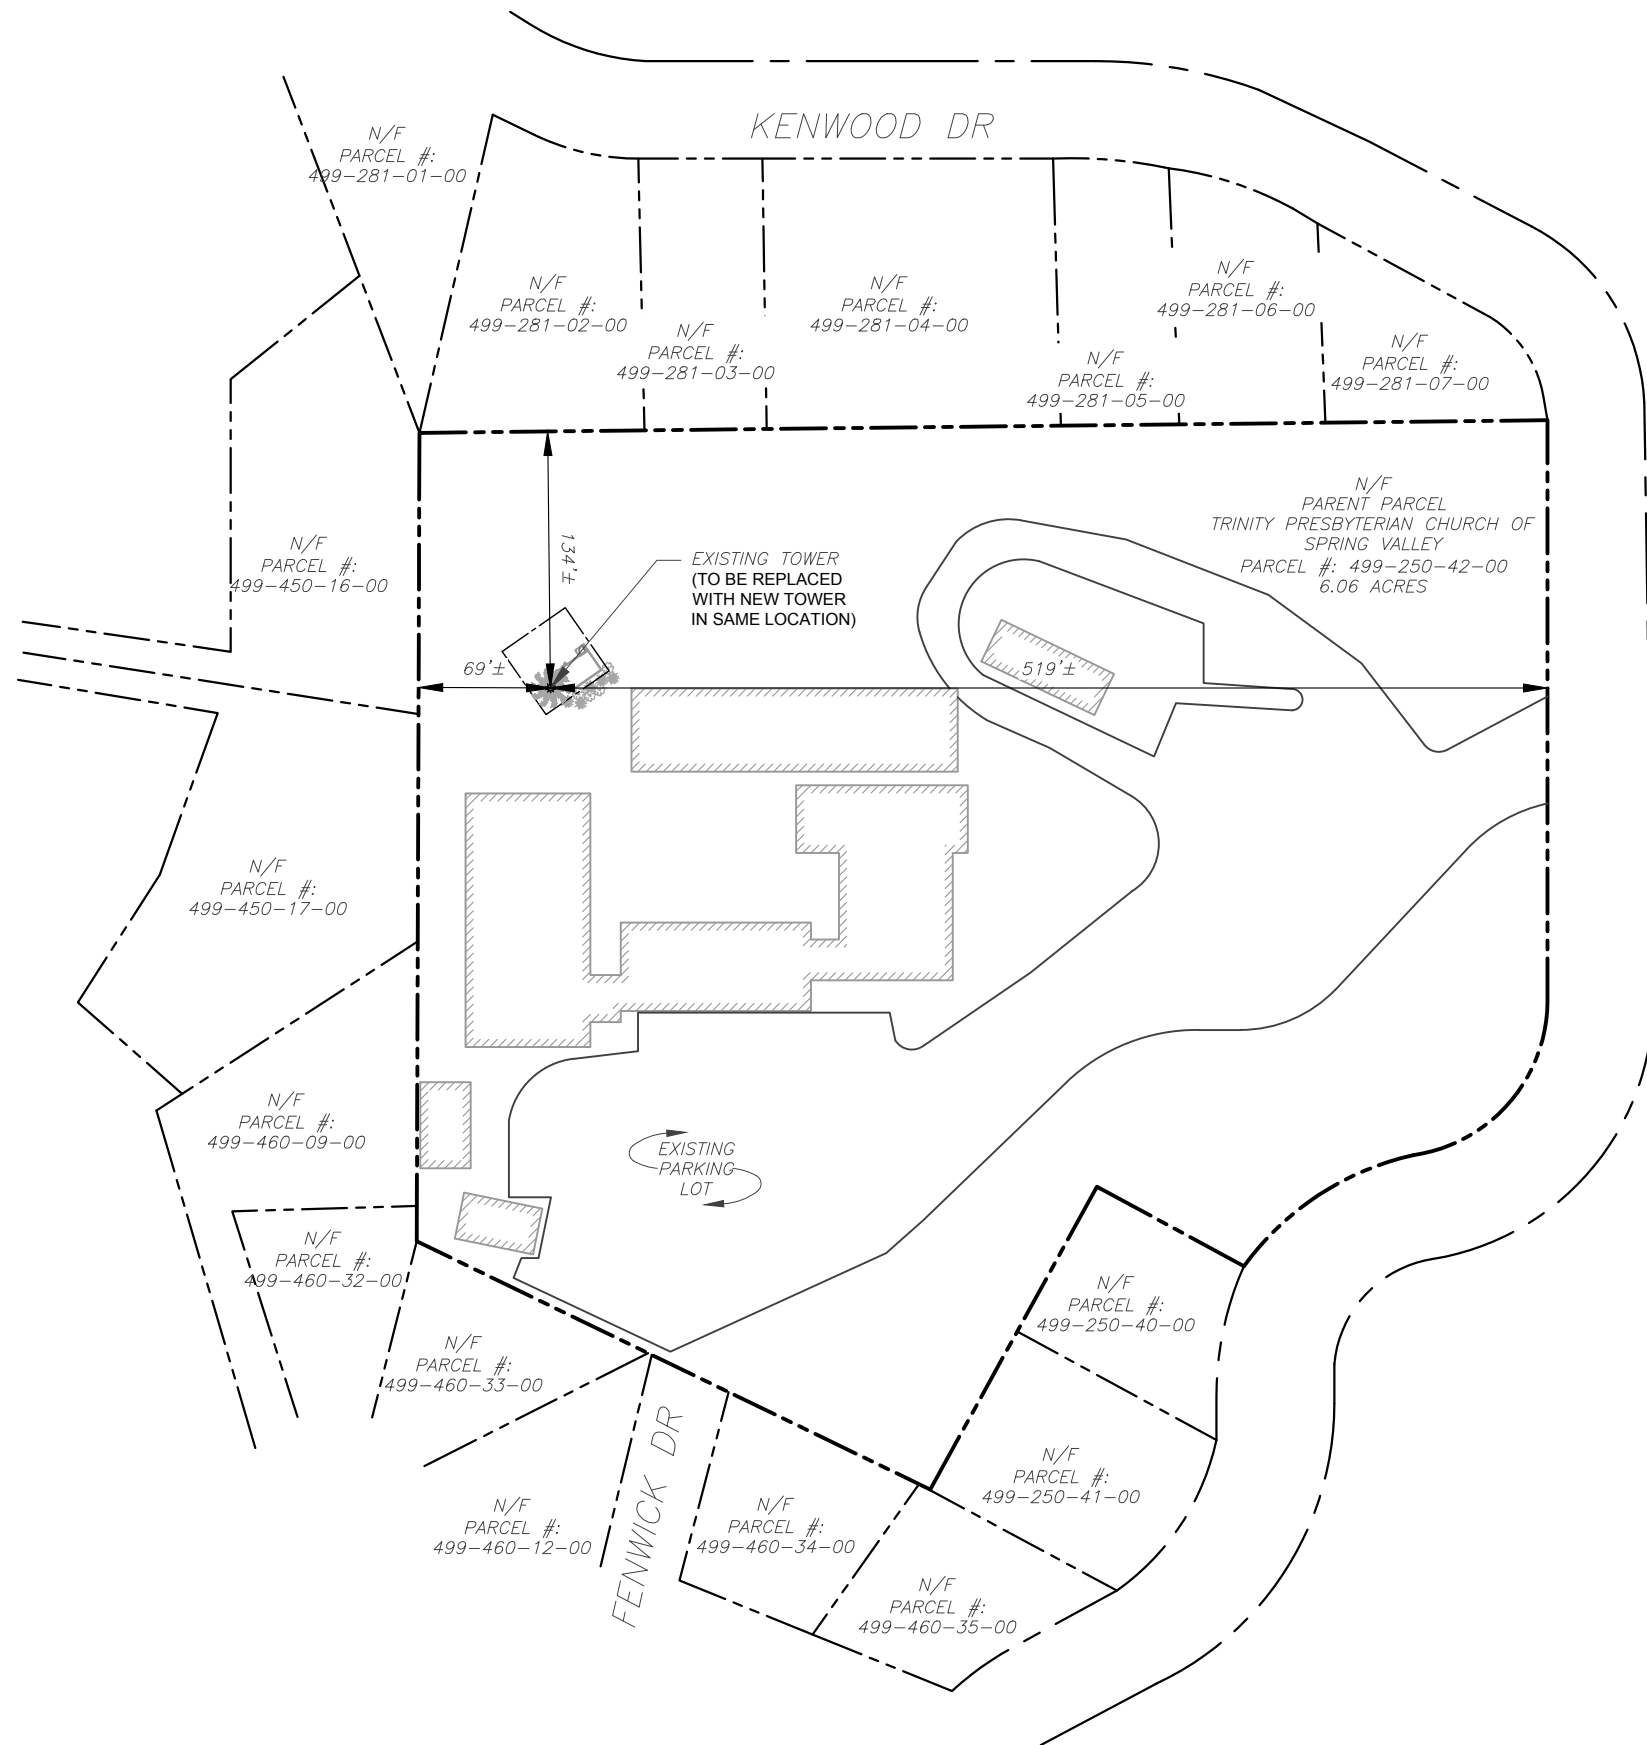 KENWOOD DR
N/F
PARCEL #:
499-281-01-00
N/F
PARCEL #:
499-281-02-00
N/F
PARCEL #:
499-281-03-00
N/F
PARCEL #:
499-281-04-00
N/F
PARCEL #:
499-281-05-00
N/F
PARCEL #:
499-281-06-00
N/F
PARCEL #:
499-281-07-00
N/F
PARENT PARCEL
TRINITY PRESBYTERIAN CHURCH OF
SPRING VALLEY
PARCEL #: 499-250-42-00
6.06 ACRES
N/F
PARCEL #:
499-450-16-00
134'±
EXISTING TOWER
(TO BE REPLACED
WITH NEW TOWER
IN SAME LOCATION)
69'±
519'±
N/F
PARCEL #:
499-450-17-00
N/F
PARCEL #:
499-460-09-00
EXISTING
PARKING
LOT
N/F
PARCEL #:
499-460-32-00
N/F
PARCEL #:
499-460-33-00
N/F
PARCEL #:
499-250-40-00
N/F
PARCEL #:
499-250-41-00
N/F
PARCEL #:
499-460-12-00
FENWICK DR
N/F
PARCEL #:
499-460-34-00
N/F
PARCEL #:
499-460-35-00